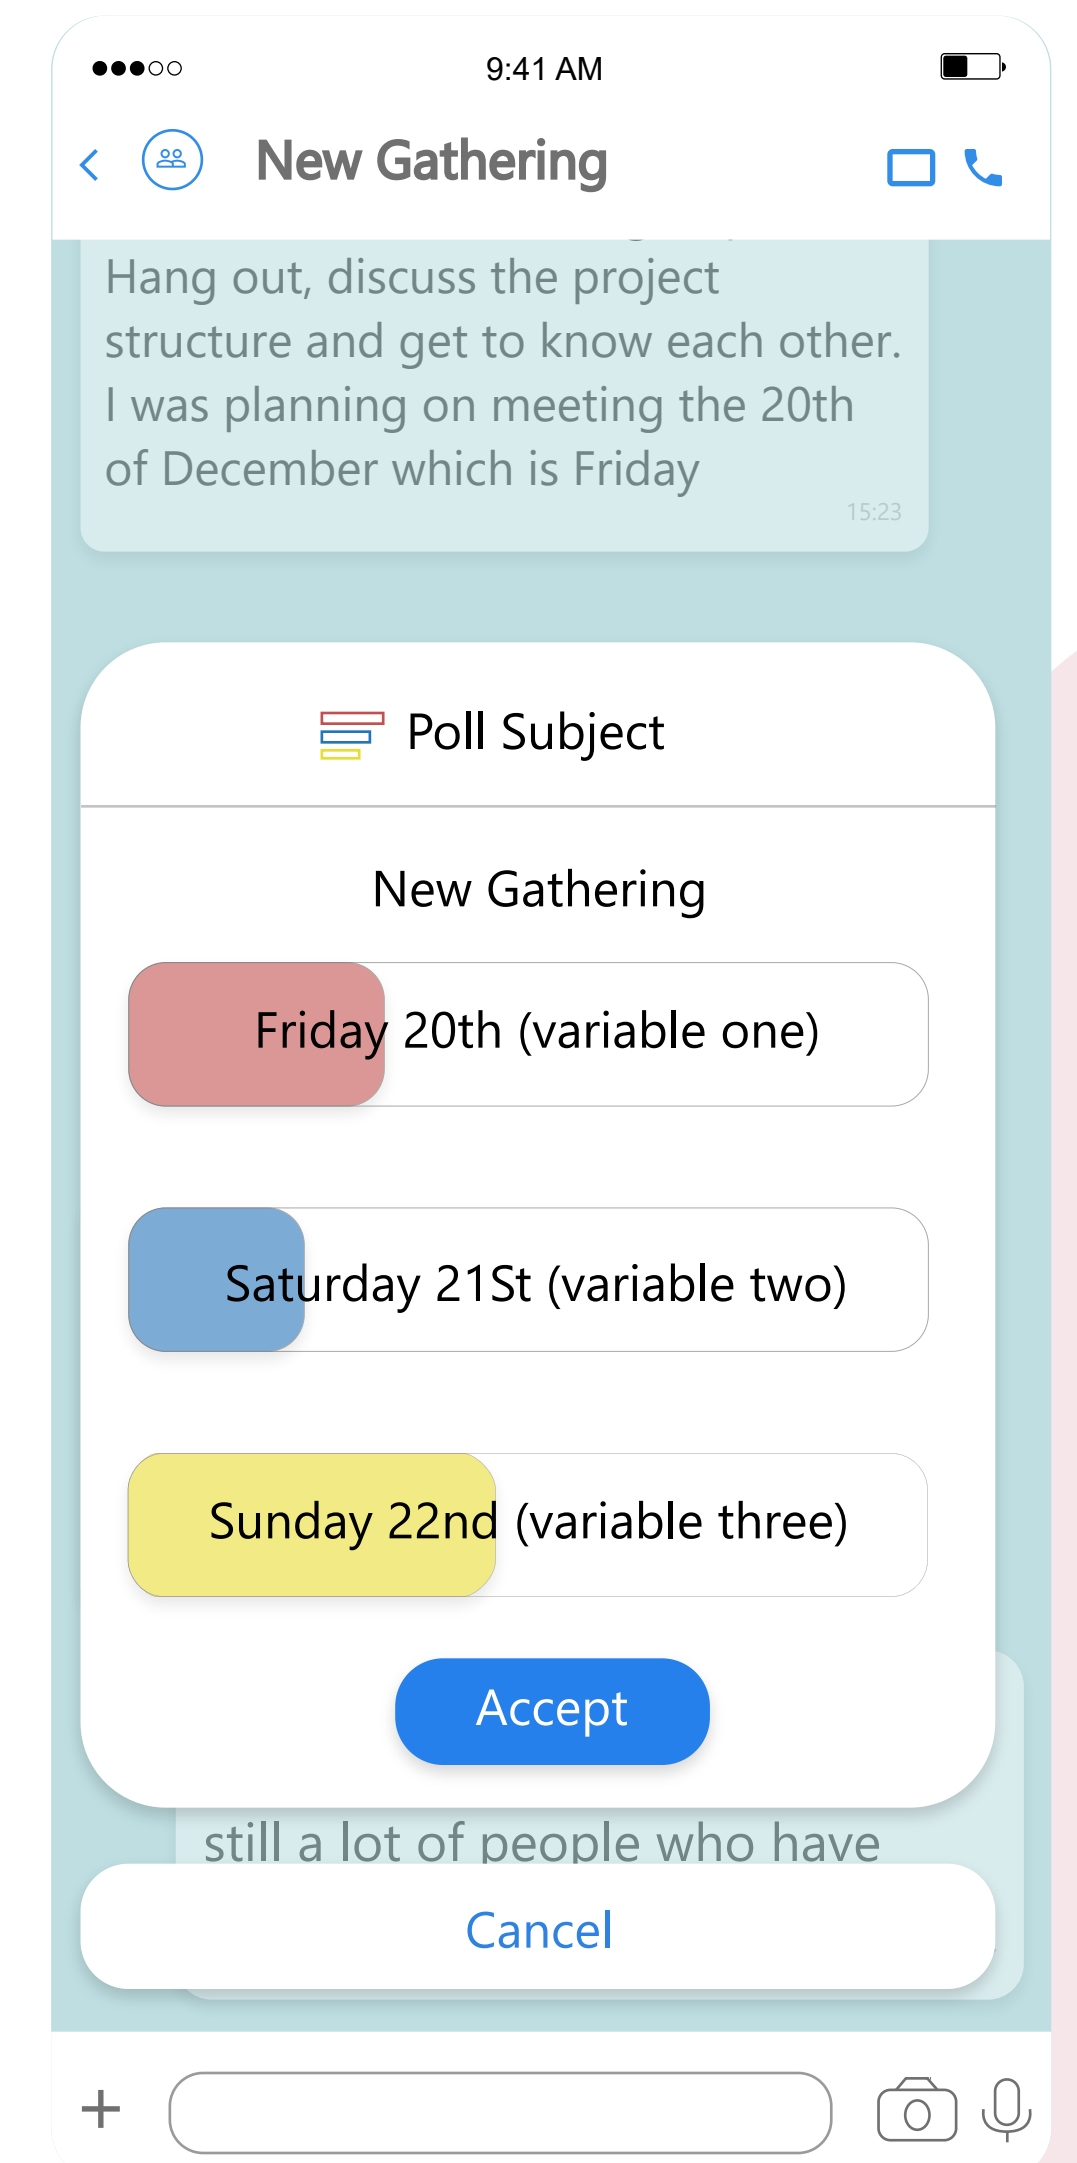 9:41 AM
New Gathering
Hang out, discuss the project
structure and get to know each other.
I was planning on meeting the 20th
of December which is Friday
15:23
Poll Subject
New Gathering
Friday 20th (variable one)
Saturday 21St (variable two)
Sunday 22nd (variable three)
Accept
still a lot of people who have
Cancel